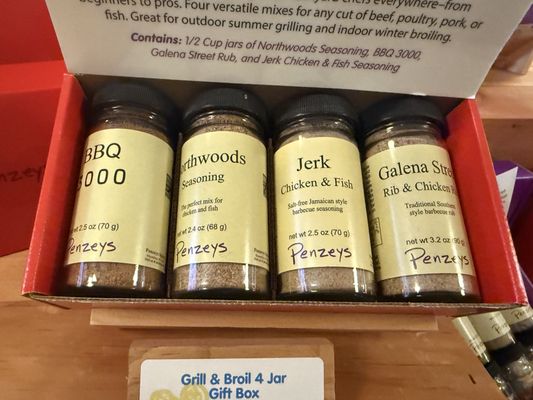 beginners to pros. Four versatile mixes for any cut of beef, poultry, pork, or
fish. Great for outdoor summer grilling and indoor winter broiling.
Contains: 1/2 Cup jars of Northwoods Seasoning, BBQ 3000,
Galena Street Rub, and Jerk Chicken & Fish Seasoning
BBQ
3000
net wt 2.5 oz (70 g)
Penzeys
Northwoods
Seasoning
The perfect mix for
chicken and fish
net wt 2.4 oz (68 g)
Penzeys
Jerk
Chicken & Fish
Salt-free Jamaican style
barbecue seasoning
net wt 2.5 oz (70 g)
Penzeys
Galena Stre
Rib & Chicken
Traditional Southern
style barbecue rub
net wt 3.2 oz (90 g)
Penzeys
Penzey
Grill & Broil 4 Jar
Gift Box